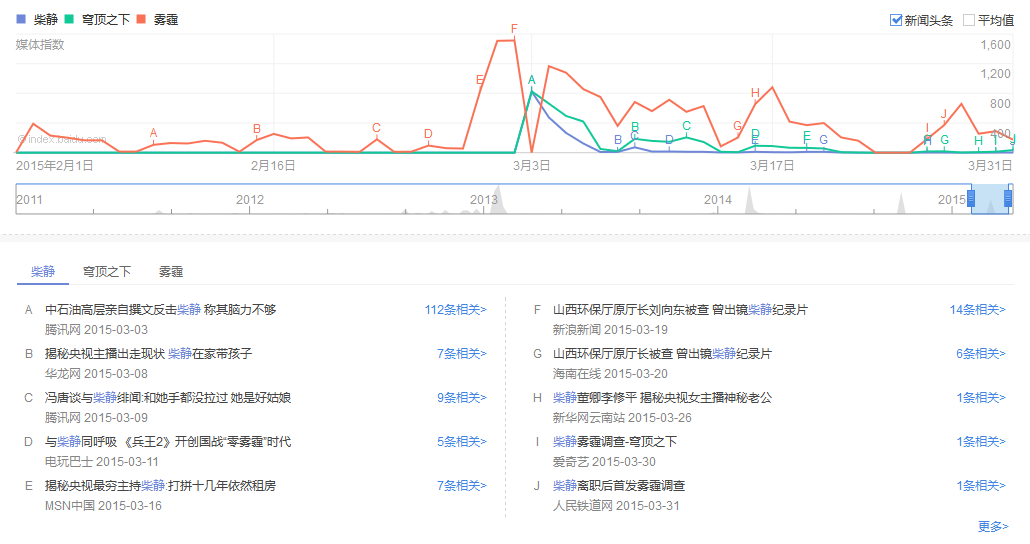 柴静 穹顶之下 雾霾 新闻头条 平均值
媒体指数
1,600
1,200
800
400
© index.baidu.com
F
E
A
H
A B C D
G
I
J
B
C
D
B
C
D
D
E
E
G
H
G
H
I
J
2015年2月1日 2月16日 3月3日 3月17日 3月31日
2011 2012 2013 2014 2015
柴静 穹顶之下 雾霾
A 中石油高层亲自撰文反击柴静 称其脑力不够 112条相关>
腾讯网 2015-03-03
B 揭秘央视主播出走现状 柴静在家带孩子 7条相关>
华龙网 2015-03-08
C 冯唐谈与柴静绯闻:和她手都没拉过 她是好姑娘 9条相关>
腾讯网 2015-03-09
D 与柴静同呼吸 《兵王2》开创国战“零雾霾”时代 5条相关>
电玩巴士 2015-03-11
E 揭秘央视最穷主持柴静:打拼十几年依然租房 7条相关>
MSN中国 2015-03-16
F 山西环保厅原厅长刘向东被查 曾出镜柴静纪录片 14条相关>
新浪新闻 2015-03-19
G 山西环保厅原厅长被查 曾出镜柴静纪录片 6条相关>
海南在线 2015-03-20
H 柴静董卿李修平 揭秘央视女主播神秘老公 1条相关>
新华网云南站 2015-03-26
I 柴静雾霾调查-穹顶之下 1条相关>
爱奇艺 2015-03-30
J 柴静离职后首发雾霾调查 1条相关>
人民铁道网 2015-03-31
更多>